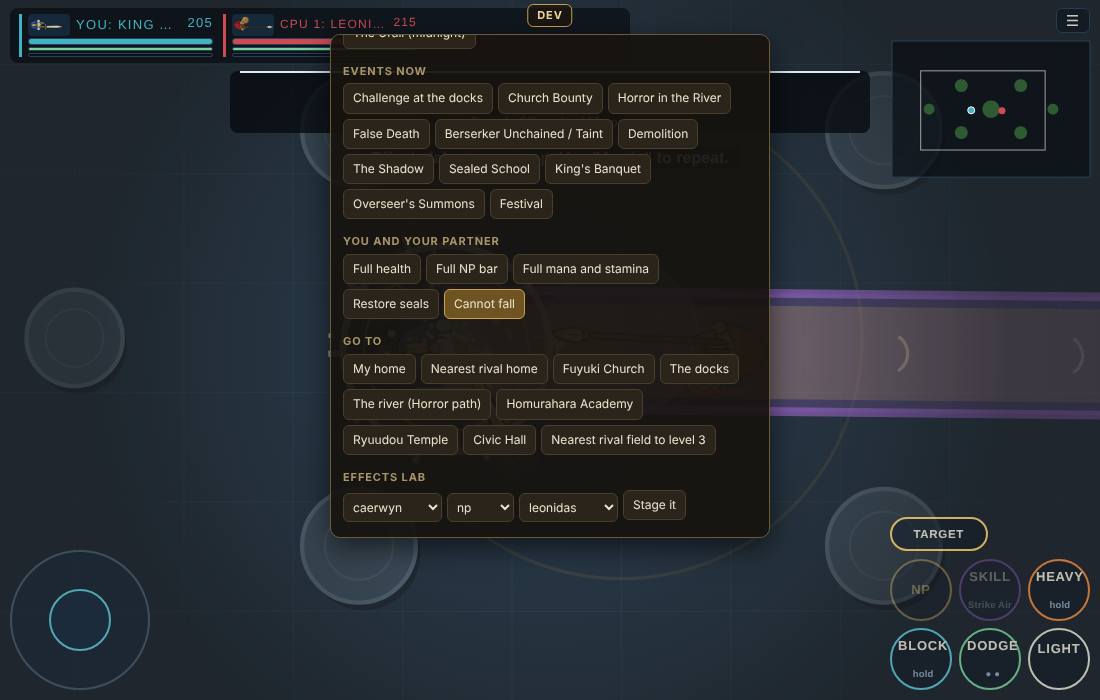 DEV
YOU: KING ... 205
CPU 1: LEONI... 215
☰
The Grail (midnight)
EVENTS NOW
Challenge at the docks
Church Bounty
Horror in the River
False Death
Berserker Unchained / Taint
Demolition
The Shadow
Sealed School
King's Banquet
to repeat.
Overseer's Summons
Festival
YOU AND YOUR PARTNER
Full health
Full NP bar
Full mana and stamina
Restore seals
Cannot fall
GO TO
My home
Nearest rival home
Fuyuki Church
The docks
The river (Horror path)
Homurahara Academy
Ryuudou Temple
Civic Hall
Nearest rival field to level 3
EFFECTS LAB
caerwyn
np
leonidas
Stage it
TARGET
NP
SKILL
Strike Air
HEAVY
hold
BLOCK
hold
DODGE
LIGHT